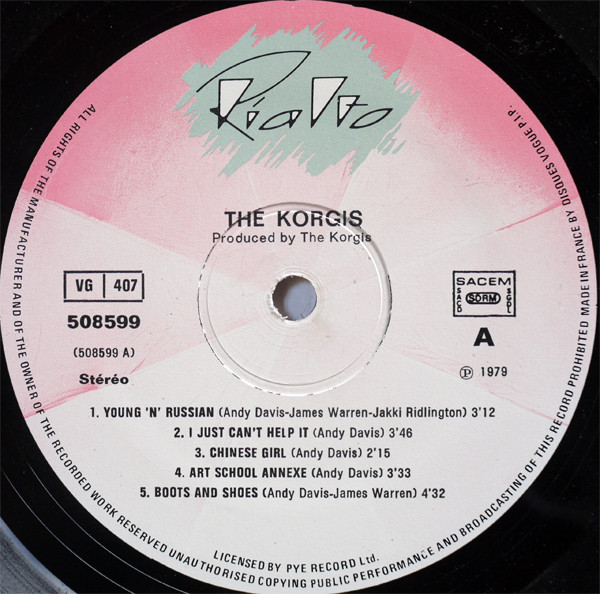 Rialto
THE KORGIS
Produced by The Korgis
VG 407
508599
(508599 A)
Stéréo
SACEM
SACD SDRM SGDL
A
Ⓟ 1979
1. YOUNG 'N' RUSSIAN (Andy Davis-James Warren-Jakki Ridlington) 3'12
2. I JUST CAN'T HELP IT (Andy Davis) 3'46
3. CHINESE GIRL (Andy Davis) 2'15
4. ART SCHOOL ANNEXE (Andy Davis) 3'33
5. BOOTS AND SHOES (Andy Davis-James Warren) 4'32
LICENSED BY PYE RECORD Ltd.
ALL RIGHTS OF THE MANUFACTURER AND OF THE OWNER OF THE RECORDED WORK RESERVED UNAUTHORISED COPYING PUBLIC PERFORMANCE AND BROADCASTING OF THIS RECORD PROHIBITED MADE IN FRANCE BY DISQUES VOGUE P.I.P.